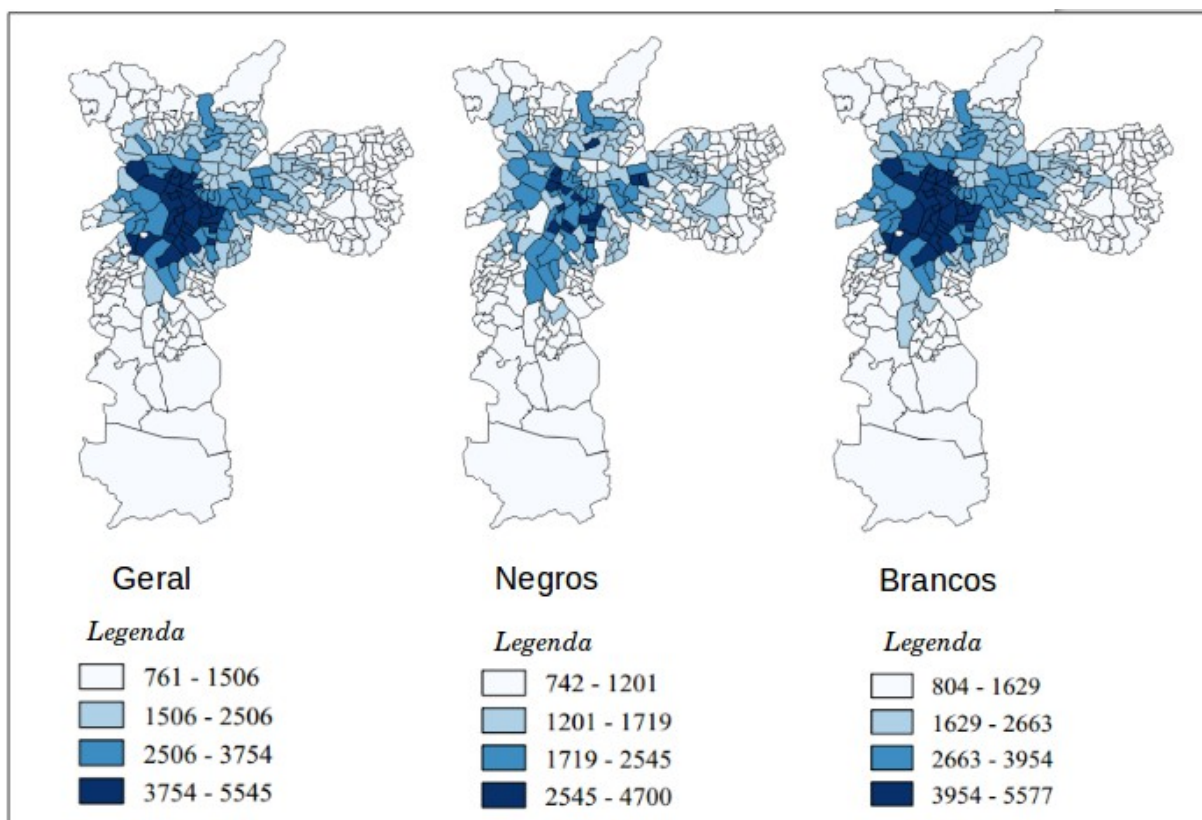 Geral
Negros
Brancos
Legenda
761 - 1506
1506 - 2506
2506 - 3754
3754 - 5545
Legenda
742 - 1201
1201 - 1719
1719 - 2545
2545 - 4700
Legenda
804 - 1629
1629 - 2663
2663 - 3954
3954 - 5577